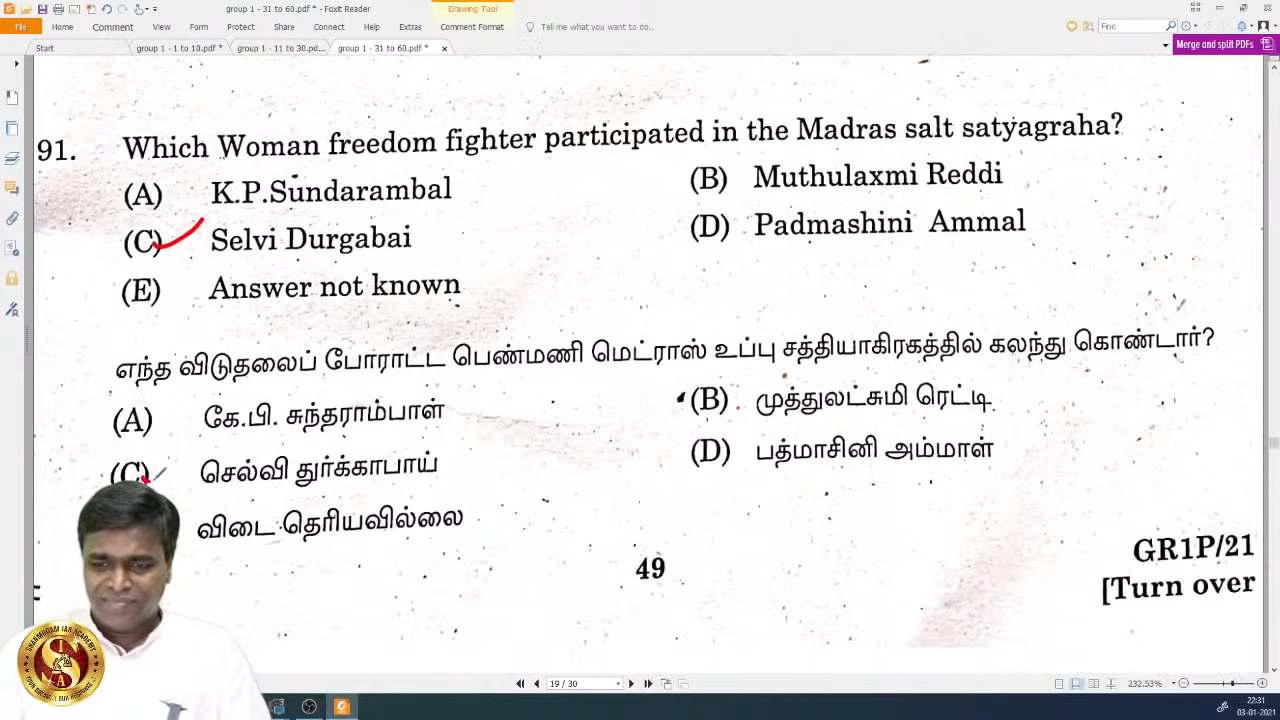 group 1 - 31 to 60.pdf * - Foxit Reader
Drawing Tool
File Home Comment View Form Protect Share Connect Help Extras Comment Format Tell me what you want to do.. Find
Start group 1 - 1 to 10.pdf * group 1 - 11 to 30.pd... group 1 - 31 to 60.pdf * Merge and split PDFs
91. Which Woman freedom fighter participated in the Madras salt satyagraha?
(A) K.P.Sundarambal (B) Muthulaxmi Reddi
(C) Selvi Durgabai (D) Padmashini Ammal
(E) Answer not known
எந்த விடுதலைப் போராட்ட பெண்மணி மெட்ராஸ் உப்பு சத்தியாகிரகத்தில் கலந்து கொண்டார்?
(A) கே.பி. சுந்தராம்பாள் (B) முத்துலட்சுமி ரெட்டி
(C) செல்வி துர்க்காபாய் (D) பத்மாசினி அம்மாள்
விடை தெரியவில்லை
49
GR1P/21
[Turn over
SHANMUGAM IAS ACADEMY
19 / 30 232.53%
22:31
03-01-2021